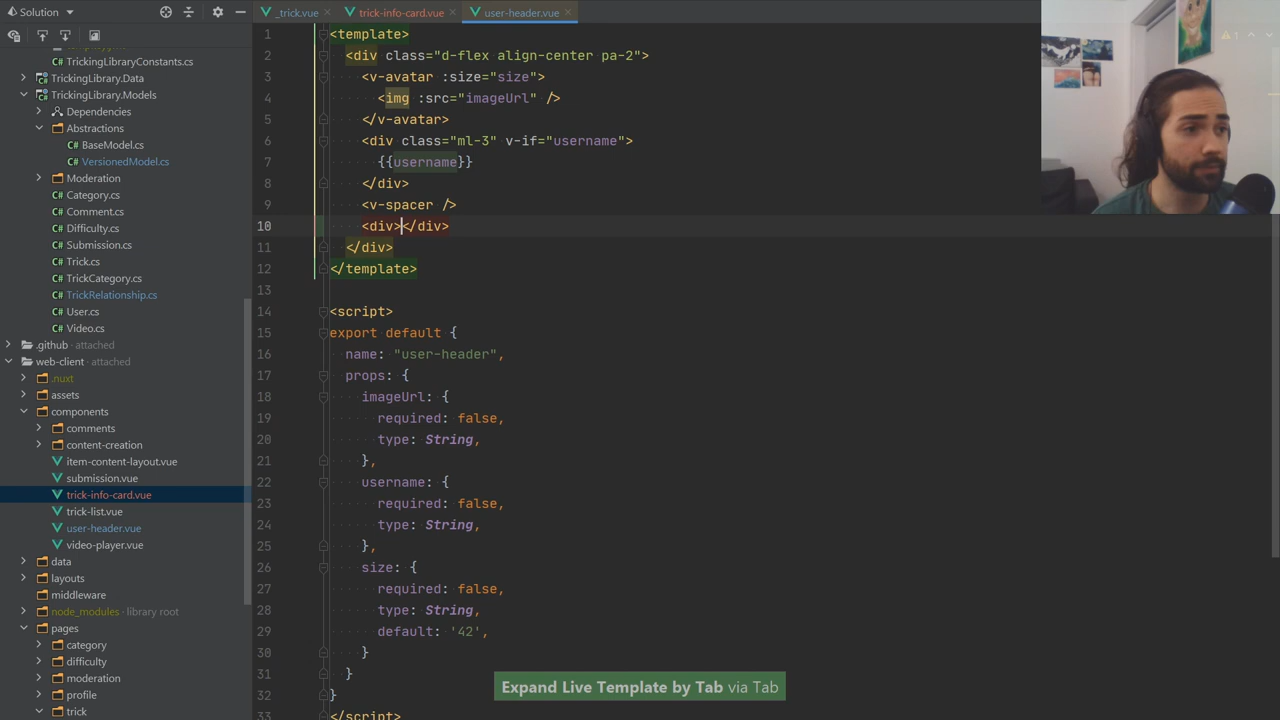 Solution
_trick.vue
trick-info-card.vue
user-header.vue
TrickingLibraryConstants.cs
TrickingLibrary.Data
TrickingLibrary.Models
Dependencies
Abstractions
BaseModel.cs
VersionedModel.cs
Moderation
Category.cs
Comment.cs
Difficulty.cs
Submission.cs
Trick.cs
TrickCategory.cs
TrickRelationship.cs
User.cs
Video.cs
.github attached
web-client attached
.nuxt
assets
components
comments
content-creation
item-content-layout.vue
submission.vue
trick-info-card.vue
trick-list.vue
user-header.vue
video-player.vue
data
layouts
middleware
node_modules library root
pages
category
difficulty
moderation
profile
trick
1 <template>
2 <div class="d-flex align-center pa-2">
3 <v-avatar :size="size">
4 <img :src="imageUrl" />
5 </v-avatar>
6 <div class="ml-3" v-if="username">
7 {{username}}
8 </div>
9 <v-spacer />
10 <div></div>
11 </div>
12 </template>
13
14 <script>
15 export default {
16 name: "user-header",
17 props: {
18 imageUrl: {
19 required: false,
20 type: String,
21 },
22 username: {
23 required: false,
24 type: String,
25 },
26 size: {
27 required: false,
28 type: String,
29 default: '42',
30 }
31 }
32 }
33 </script>
Expand Live Template by Tab via Tab